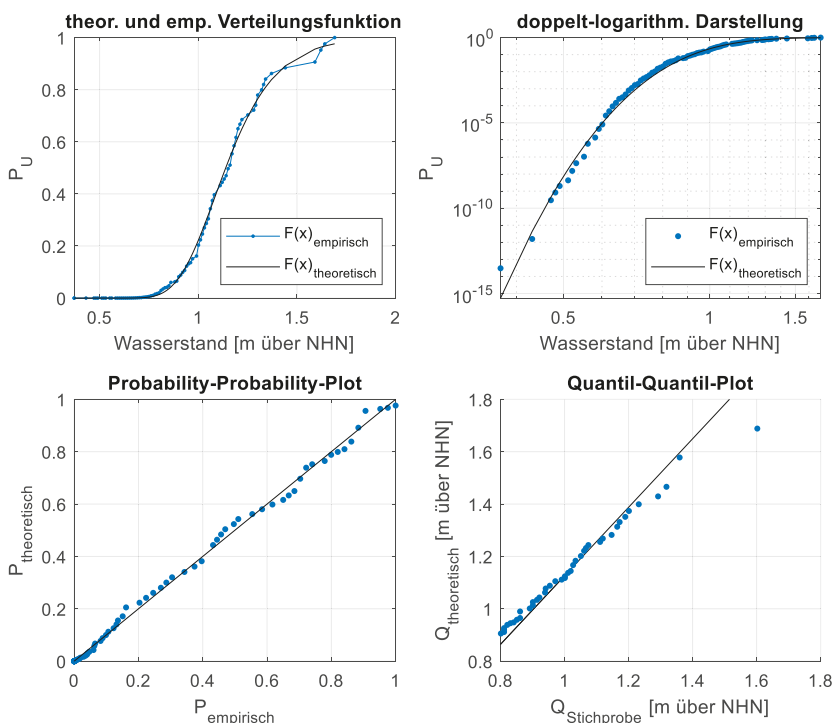 theor. und emp. Verteilungsfunktion
1
0.8
0.6
0.4
0.2
0
P_U
0.5
1
1.5
2
Wasserstand [m über NHN]
F(x)_empirisch
F(x)_theoretisch
doppelt-logarithm. Darstellung
10^0
10^-5
10^-10
10^-15
P_U
0.5
1
1.5
Wasserstand [m über NHN]
F(x)_empirisch
F(x)_theoretisch
Probability-Probability-Plot
1
0.8
0.6
0.4
0.2
0
P_theoretisch
0
0.2
0.4
0.6
0.8
1
P_empirisch
Quantil-Quantil-Plot
1.8
1.6
1.4
1.2
1
0.8
Q_theoretisch [m über NHN]
0.8
1
1.2
1.4
1.6
1.8
Q_Stichprobe [m über NHN]